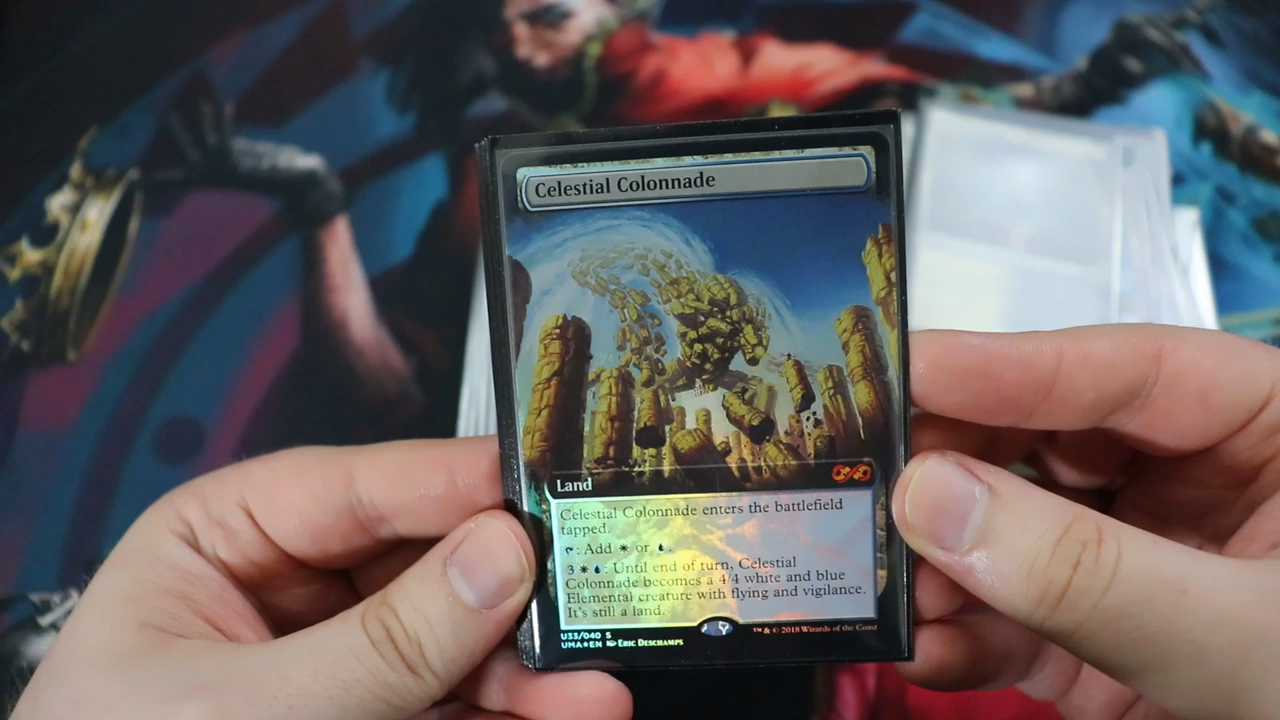 Celestial Colonnade
Land
Celestial Colonnade enters the battlefield
tapped.
: Add or .
3 : Until end of turn, Celestial
Colonnade becomes a 4/4 white and blue
Elemental creature with flying and vigilance.
It's still a land.
U33/040 S
UMA★EN Eric Deschamps
™ & © 2018 Wizards of the Coast